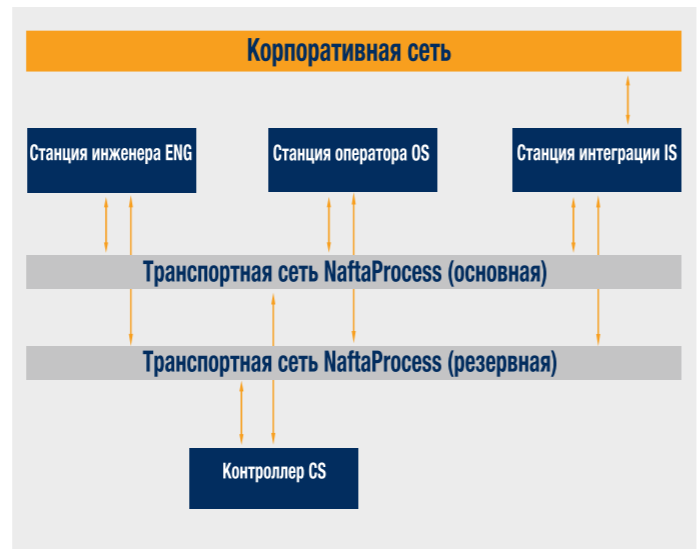 Корпоративная сеть
Станция инженера ENG
Станция оператора OS
Станция интеграции IS
Транспортная сеть NaftaProcess (основная)
Транспортная сеть NaftaProcess (резервная)
Контроллер CS